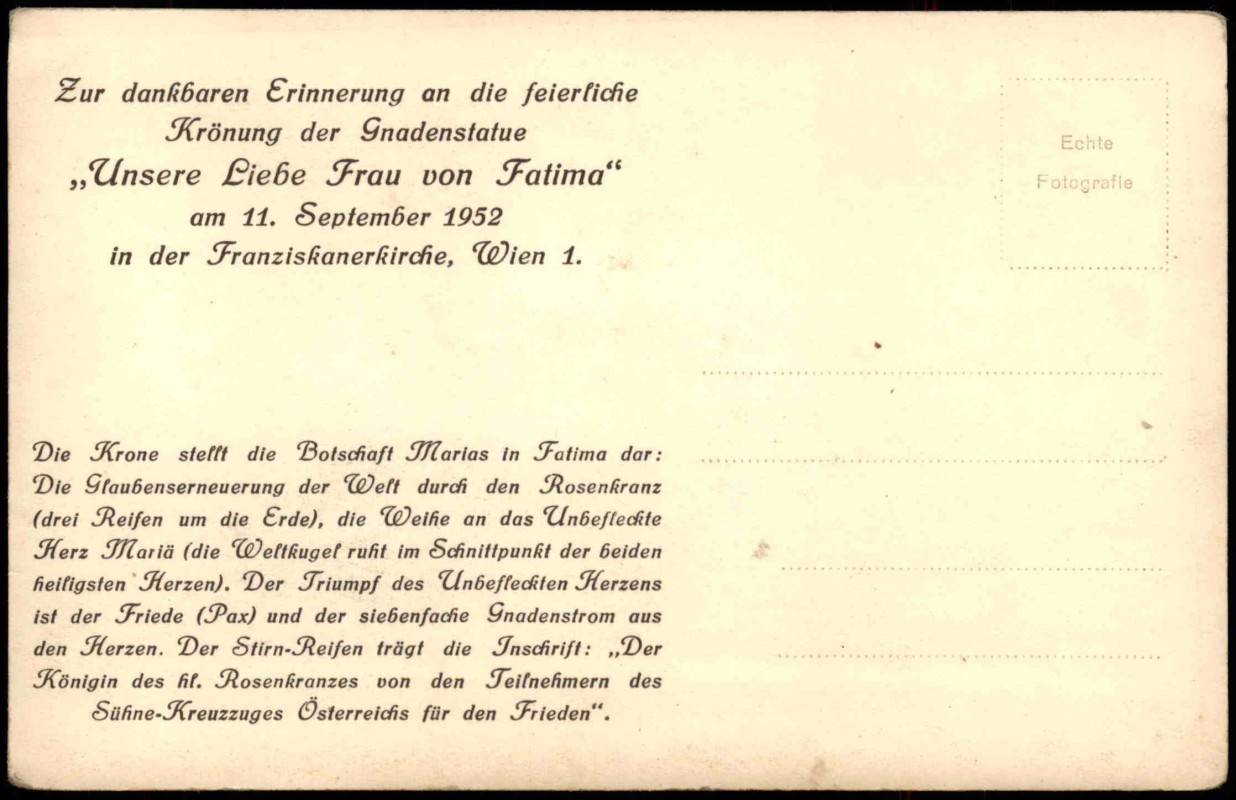 Zur dankbaren Erinnerung an die feierliche
Krönung der Gnadenstatue
„Unsere Liebe Frau von Fatima“
am 11. September 1952
in der Franziskanerkirche, Wien 1.
Echte
Fotografie
Die Krone stellt die Botschaft Marias in Fatima dar:
Die Glaubenserneuerung der Welt durch den Rosenkranz
(drei Reifen um die Erde), die Weihe an das Unbefleckte
Herz Mariä (die Weltkugel ruht im Schnittpunkt der beiden
heiligsten Herzen). Der Triumpf des Unbefleckten Herzens
ist der Friede (Pax) und der siebenfache Gnadenstrom aus
den Herzen. Der Stirn-Reifen trägt die Inschrift: „Der
Königin des hl. Rosenkranzes von den Teilnehmern des
Sühne-Kreuzzuges Österreichs für den Frieden“.